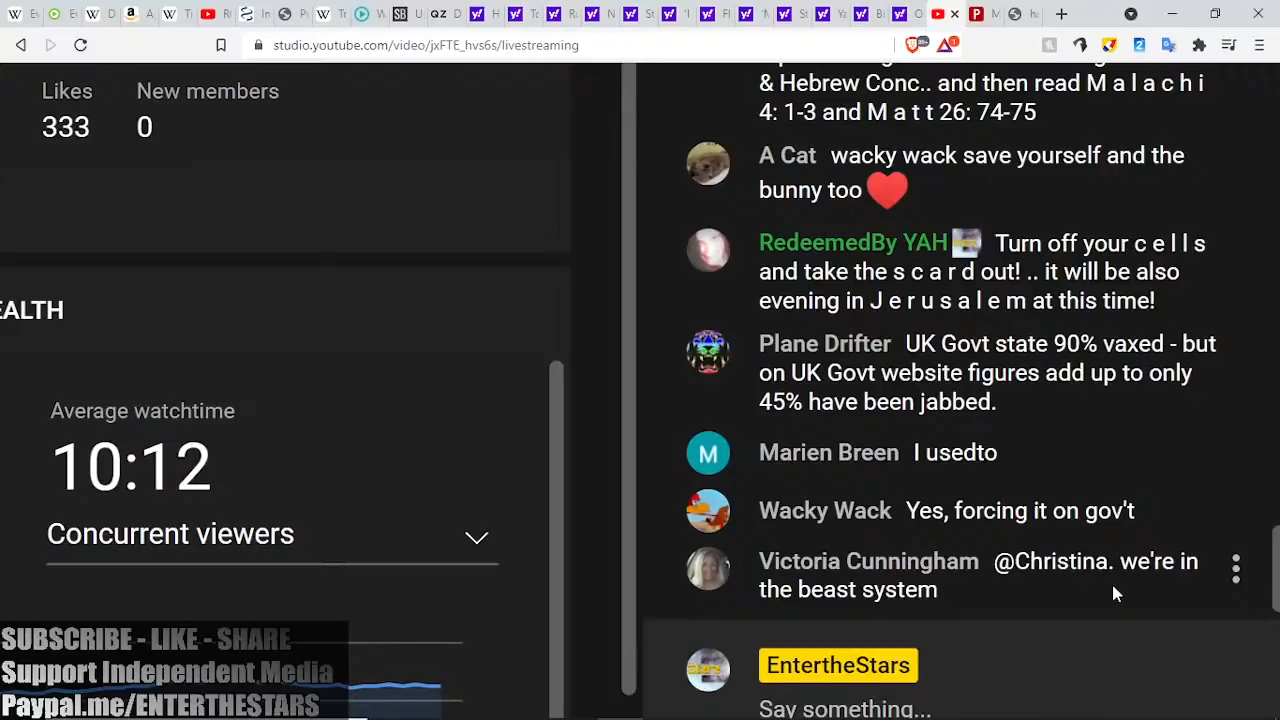 studio.youtube.com/video/jxFTE_hvs6s/livestreaming
Likes
New members
333
0
EALTH
Average watchtime
10:12
Concurrent viewers
SUBSCRIBE - LIKE - SHARE
Support Independent Media
Paypal.me/ENTERTHESTARS
& Hebrew Conc.. and then read M a l a c h i
4: 1-3 and M a t t 26: 74-75
A Cat wacky wack save yourself and the
bunny too
RedeemedBy YAH Turn off your c e l l s
and take the s c a r d out! .. it will be also
evening in J e r u s a l e m at this time!
Plane Drifter UK Govt state 90% vaxed - but
on UK Govt website figures add up to only
45% have been jabbed.
Marien Breen I usedto
Wacky Wack Yes, forcing it on gov't
Victoria Cunningham @Christina. we're in
the beast system
EntertheStars
Say something...